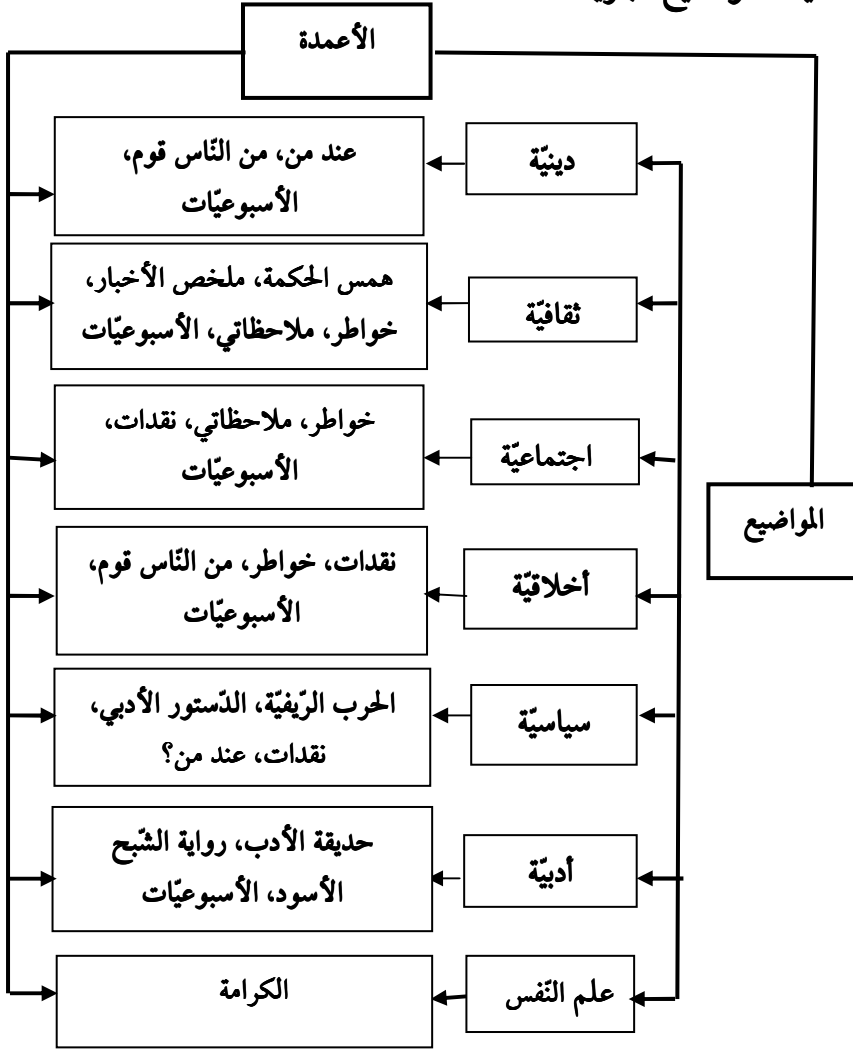 الأعمدة
دينيّة
عند من، من النّاس قوم،
الأسبوعيّات
ثقافيّة
همس الحكمة، ملخص الأخبار،
خواطر، ملاحظاتي، الأسبوعيّات
اجتماعيّة
خواطر، ملاحظاتي، نقدات،
الأسبوعيّات
المواضيع
أخلاقيّة
نقدات، خواطر، من النّاس قوم،
الأسبوعيّات
سياسيّة
الحرب الرّيفيّة، الدّستور الأدبي،
نقدات، عند من؟
أدبيّة
حديقة الأدب، رواية الشّبح
الأسود، الأسبوعيّات
علم النّفس
الكرامة